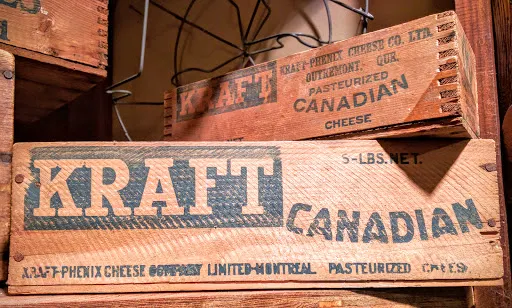 KRAFT
KRAFT-PHENIX CHEESE CO. LTD.
OUTREMONT, QUE.
PASTEURIZED
CANADIAN
CHEESE
5-LBS. NET.
KRAFT
CANADIAN
KRAFT-PHENIX CHEESE COMPANY LIMITED-MONTREAL PASTEURIZED CHEESE